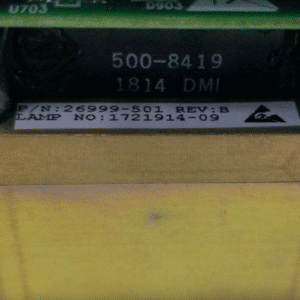 U703 D903
500-8419
1814 DMI
P/N:26999-501 REV:B
LAMP NO:1721914-09